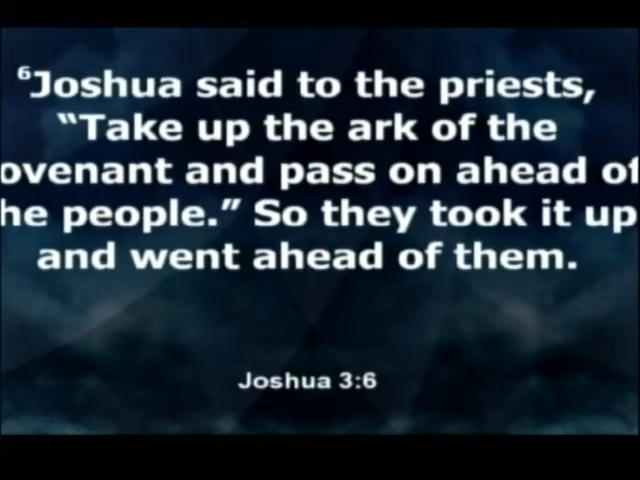 6Joshua said to the priests,
“Take up the ark of the
ovenant and pass on ahead of
he people.” So they took it up
and went ahead of them.
Joshua 3:6